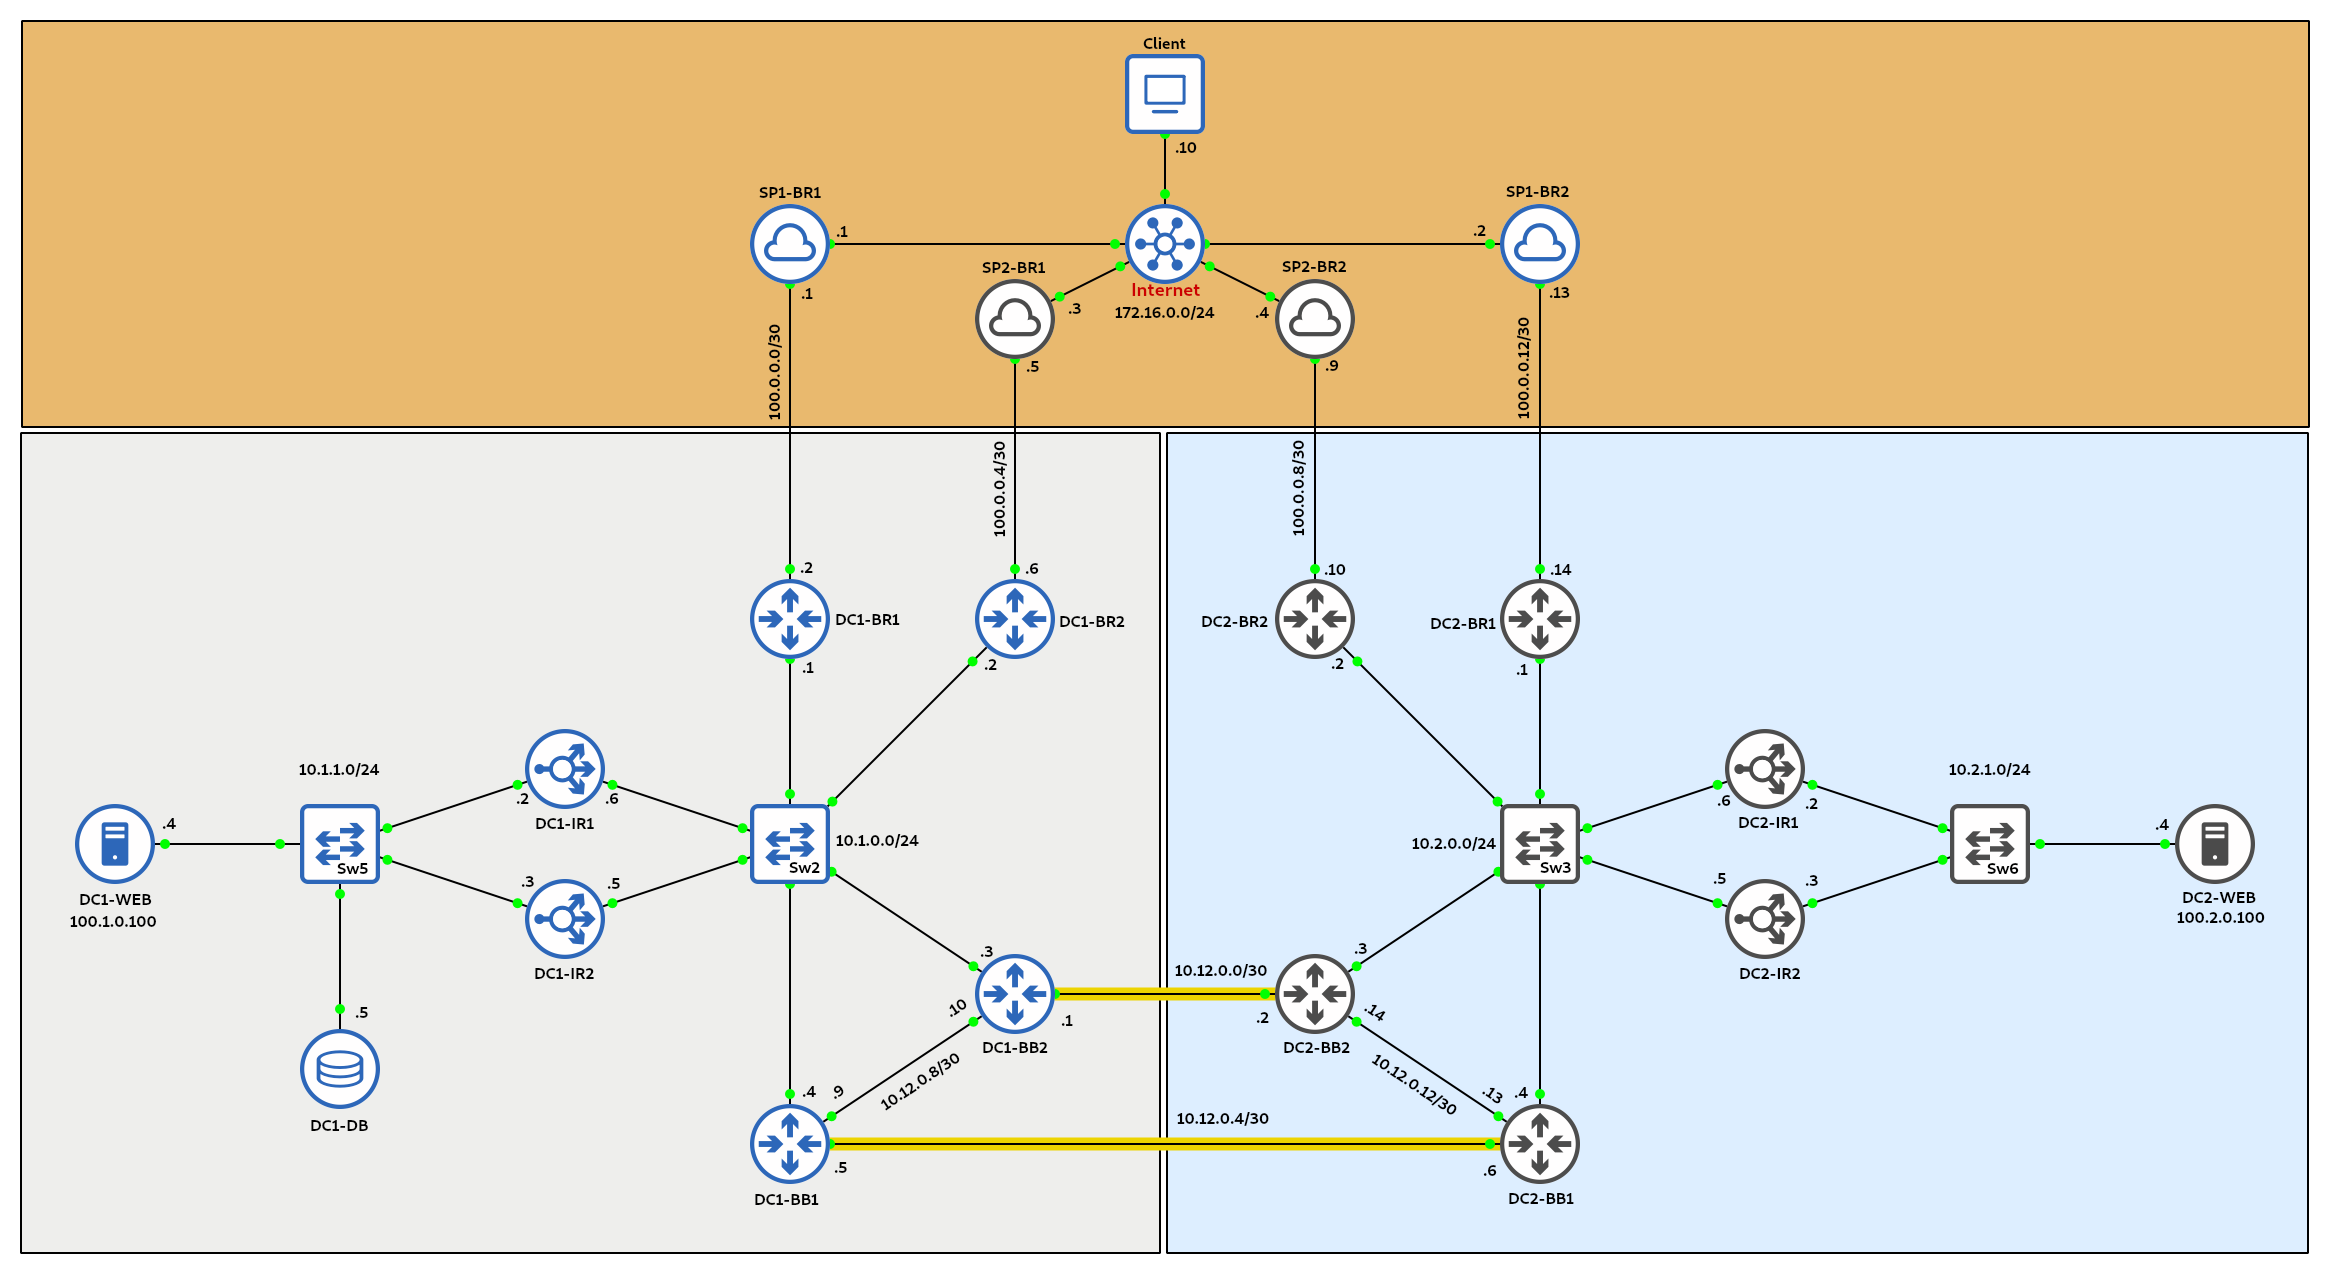 Client
.10
SP1-BR1
SP1-BR2
.1
.2
SP2-BR1
SP2-BR2
Internet
172.16.0.0/24
.1
.3
.4
.13
.5
.9
100.0.0.0/30
100.0.0.12/30
100.0.0.4/30
100.0.0.8/30
.2
.6
.10
.14
DC1-BR1
DC1-BR2
DC2-BR2
DC2-BR1
.1
.2
.2
.1
10.1.1.0/24
.2
.6
DC1-IR1
.4
Sw5
Sw2
10.1.0.0/24
10.2.0.0/24
Sw3
.6
.2
DC2-IR1
10.2.1.0/24
Sw6
.4
DC1-WEB
100.1.0.100
.3
.5
DC1-IR2
.5
.3
DC2-IR2
DC2-WEB
100.2.0.100
.3
.10
.1
DC1-BB2
10.12.0.0/30
.3
.2
.14
DC2-BB2
.5
DC1-DB
.4
.9
10.12.0.8/30
10.12.0.12/30
.13
.4
10.12.0.4/30
.5
.6
DC1-BB1
DC2-BB1